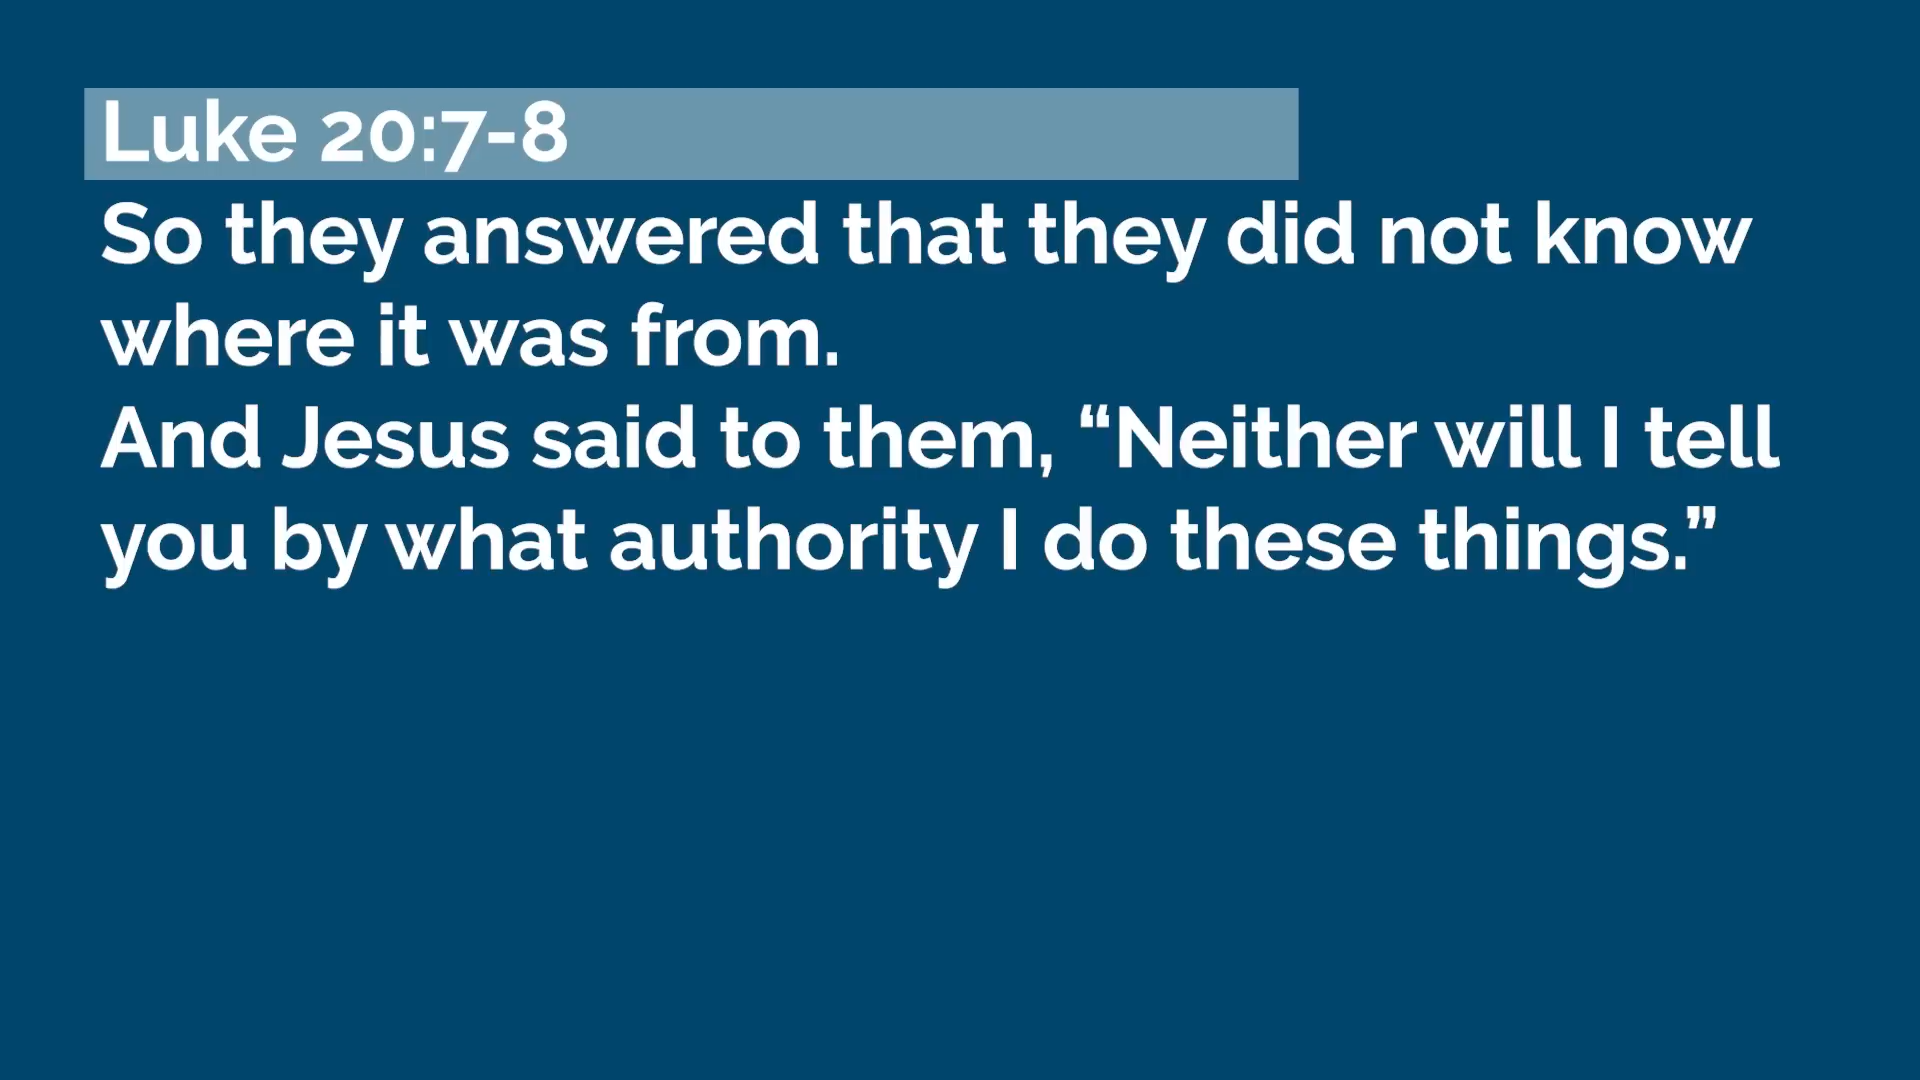 Luke 20:7-8
So they answered that they did not know
where it was from.
And Jesus said to them, “Neither will I tell
you by what authority I do these things.”